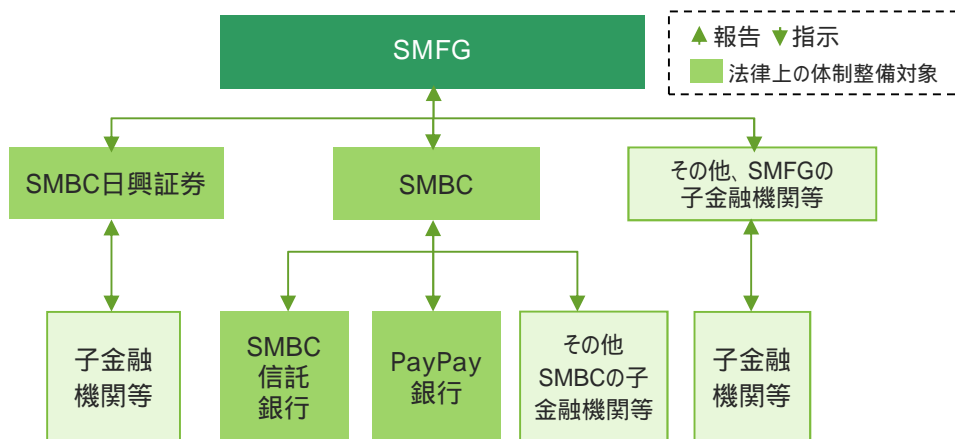 SMFG
▲報告 ▼指示
法律上の体制整備対象
SMBC日興証券
SMBC
その他、SMFGの
子金融機関等
子金融
機関等
SMBC
信託
銀行
PayPay
銀行
その他
SMBCの子
金融機関等
子金融
機関等